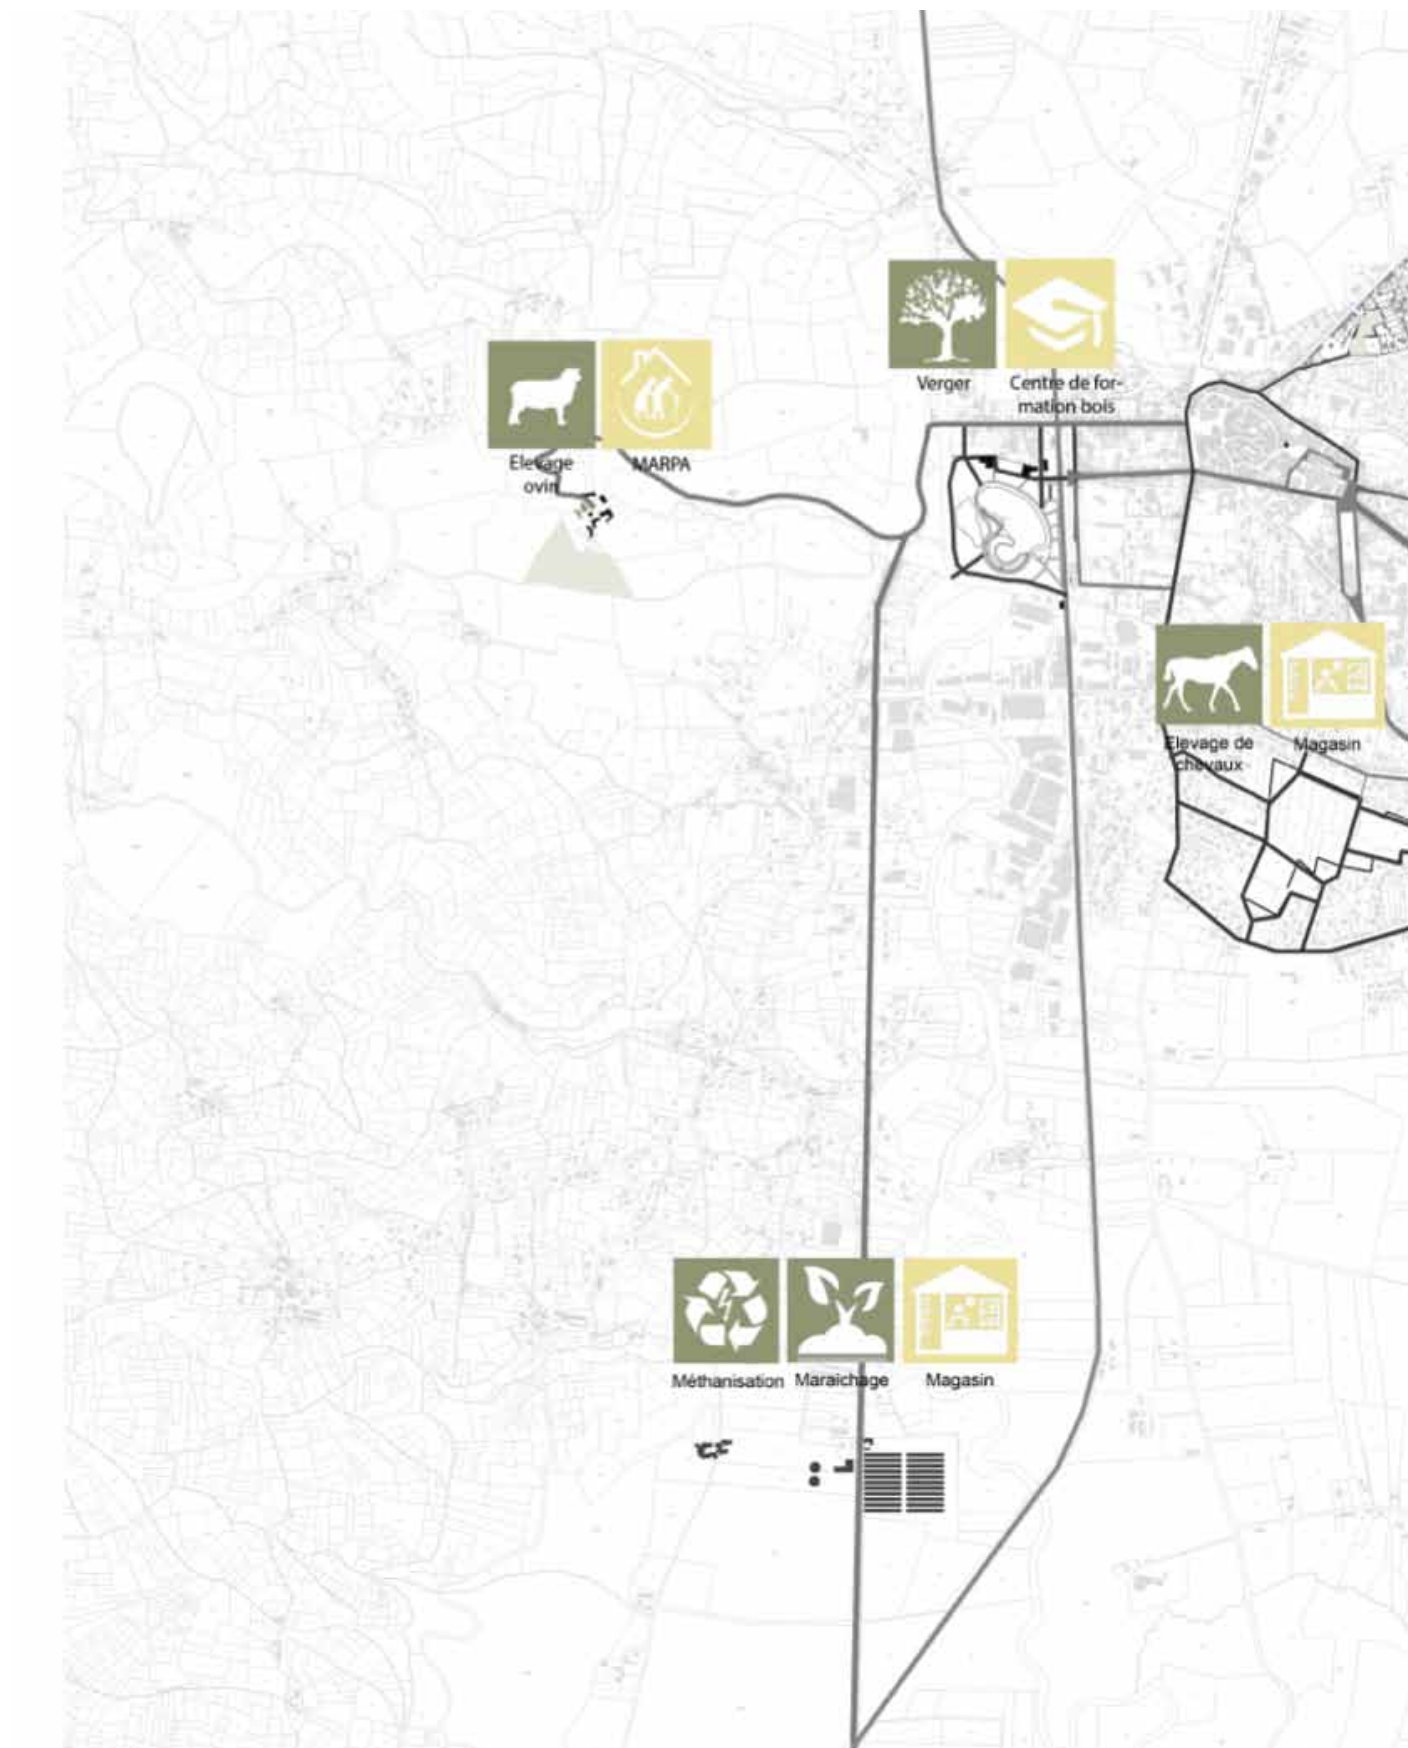 Verger
Centre de for-
mation bois
Elevage
ovin
MARPA
Elevage de
chevaux
Magasin
Méthanisation
Maraichage
Magasin